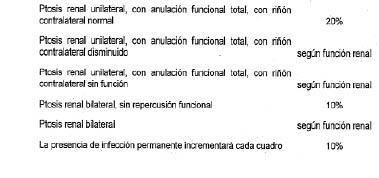 Ptosis renal unilateral, con anulación funcional total, con riñón
contralateral normal 20%
Ptosis renal unilateral, con anulación funcional total, con riñón
contralateral disminuido según función renal
Ptosis renal unilateral, con anulación funcional total, con riñón
contralateral sin función según función renal
Ptosis renal bilateral, sin repercusión funcional 10%
Ptosis renal bilateral según función renal
La presencia de infección permanente incrementará cada cuadro 10%